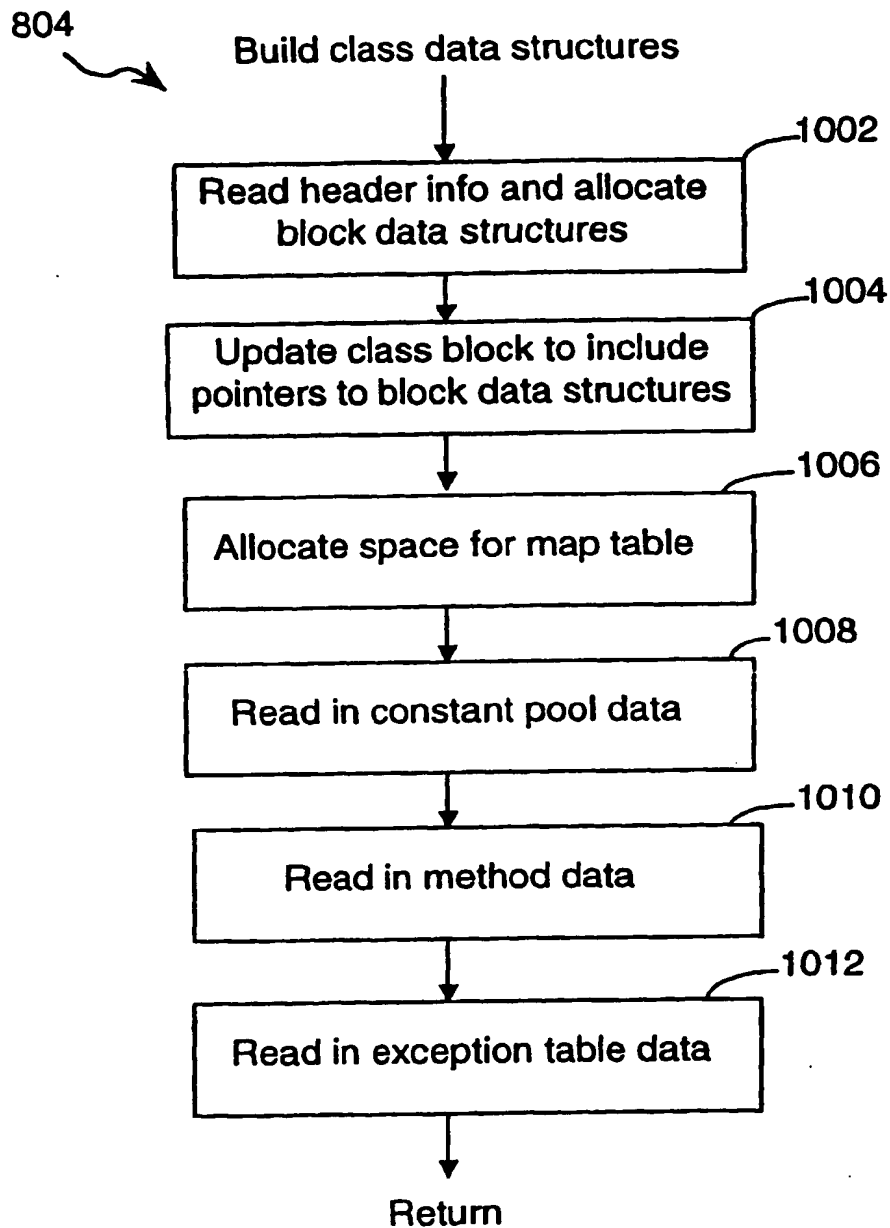 804
Build class data structures
1002
Read header info and allocate
block data structures
1004
Update class block to include
pointers to block data structures
1006
Allocate space for map table
1008
Read in constant pool data
1010
Read in method data
1012
Read in exception table data
Return